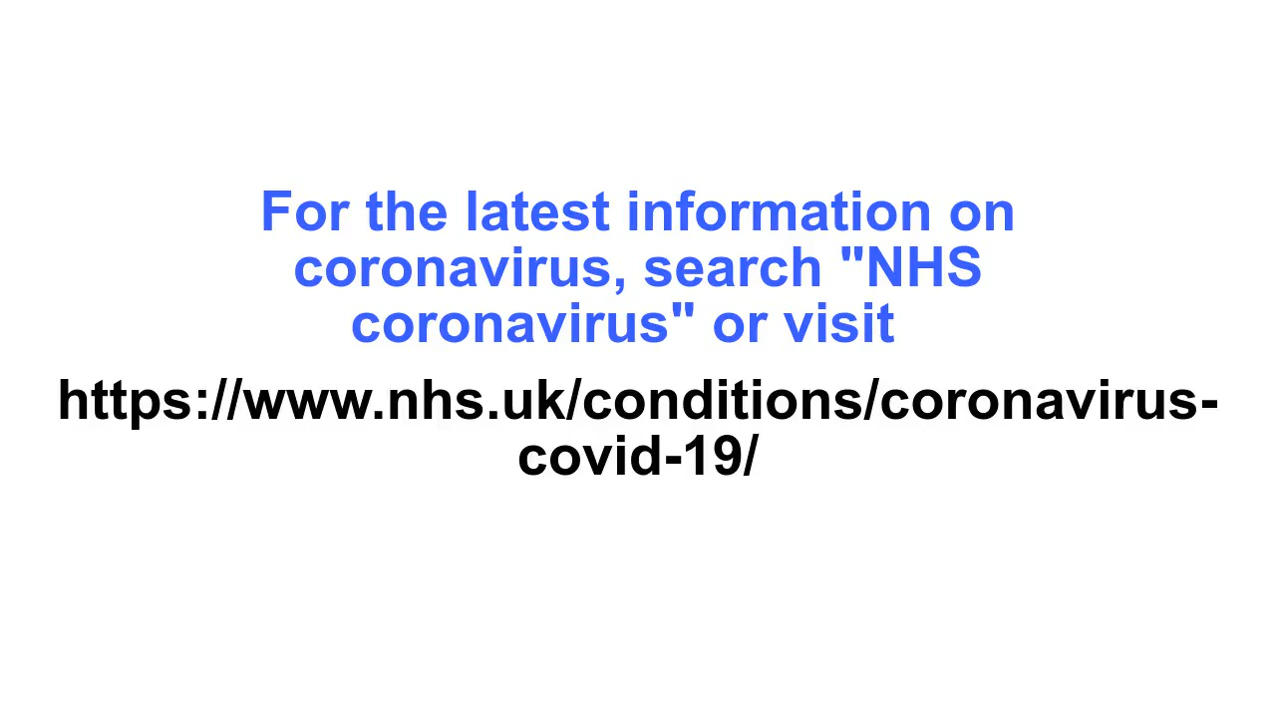 For the latest information on
coronavirus, search "NHS
coronavirus" or visit
https://www.nhs.uk/conditions/coronavirus-
covid-19/